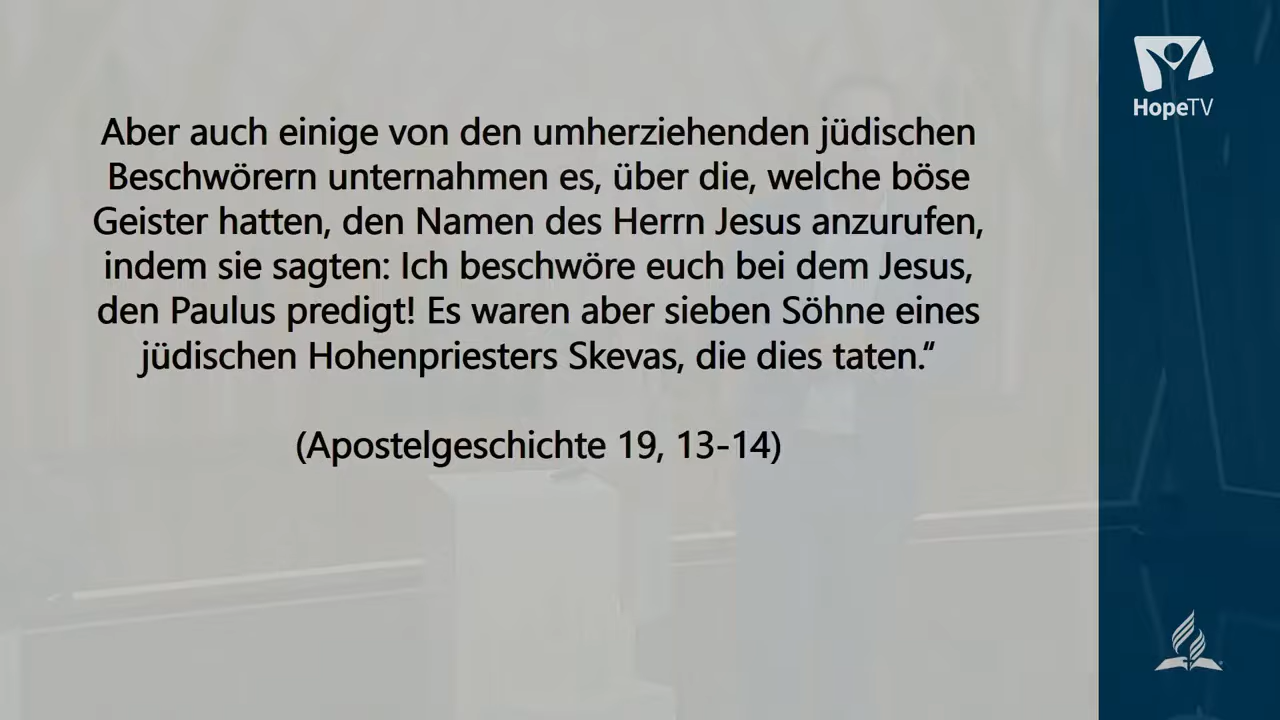 Aber auch einige von den umherziehenden jüdischen
Beschwörern unternahmen es, über die, welche böse
Geister hatten, den Namen des Herrn Jesus anzurufen,
indem sie sagten: Ich beschwöre euch bei dem Jesus,
den Paulus predigt! Es waren aber sieben Söhne eines
jüdischen Hohenpriesters Skevas, die dies taten.“
(Apostelgeschichte 19, 13-14)
HopeTV